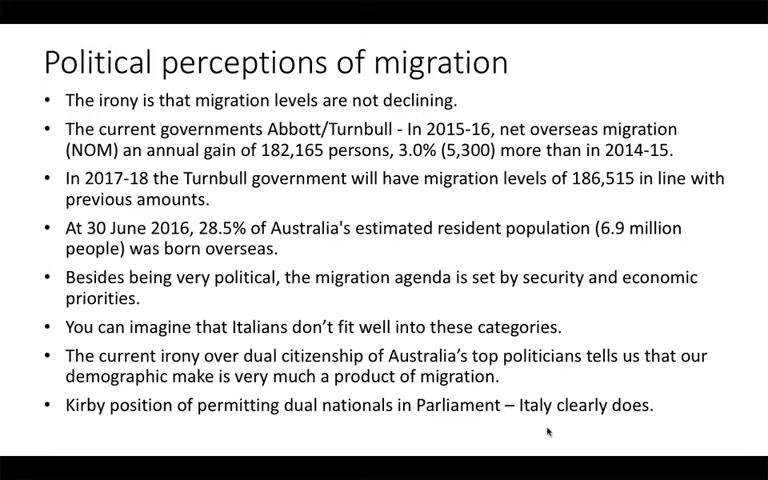 Political perceptions of migration
• The irony is that migration levels are not declining.
• The current governments Abbott/Turnbull - In 2015-16, net overseas migration
(NOM) an annual gain of 182,165 persons, 3.0% (5,300) more than in 2014-15.
• In 2017-18 the Turnbull government will have migration levels of 186,515 in line with
previous amounts.
• At 30 June 2016, 28.5% of Australia's estimated resident population (6.9 million
people) was born overseas.
• Besides being very political, the migration agenda is set by security and economic
priorities.
• You can imagine that Italians don’t fit well into these categories.
• The current irony over dual citizenship of Australia’s top politicians tells us that our
demographic make is very much a product of migration.
• Kirby position of permitting dual nationals in Parliament – Italy clearly does.